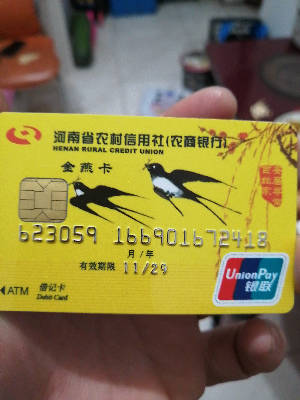 河南省农村信用社(农商银行)
HENAN RURAL CREDIT UNION
金燕卡
623059 166901672418
月/年
有效期限 11/29
ATM 借记卡
Debit Card
UnionPay
银联